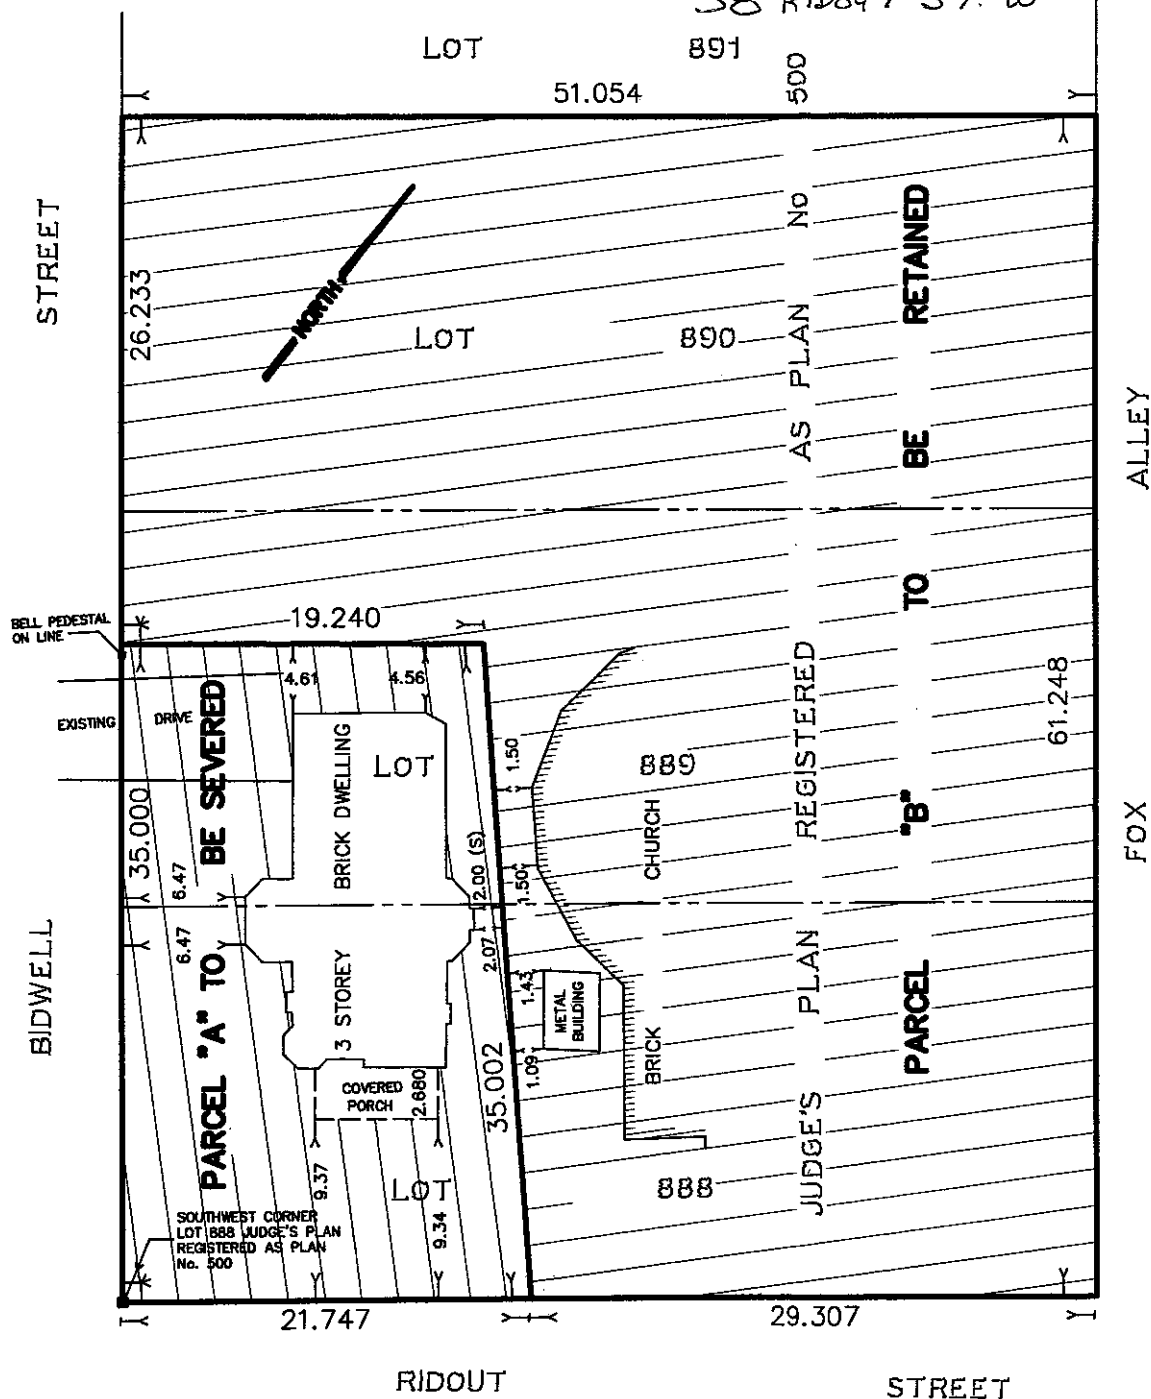 38 RIDOUT ST. W
LOT 891
51.054
STREET
26.233
NORTH
LOT 890
JUDGE'S PLAN REGISTERED AS PLAN No 500
PARCEL "B" TO BE RETAINED
FOX ALLEY
61.248
BELL PEDESTAL
ON LINE
19.240
4.61
4.56
EXISTING DRIVE
PARCEL "A" TO BE SEVERED
35.000
6.47
6.47
BIDWELL
3 STOREY BRICK DWELLING
LOT 889
1.50
2.00 (S)
1.50
2.07
BRICK CHURCH
1.43
METAL
BUILDING
1.09
35.002
COVERED
PORCH
2.680
9.37
9.34
LOT 888
SOUTHWEST CORNER
LOT 888 JUDGE'S PLAN
REGISTERED AS PLAN
No. 500
21.747
29.307
RIDOUT STREET